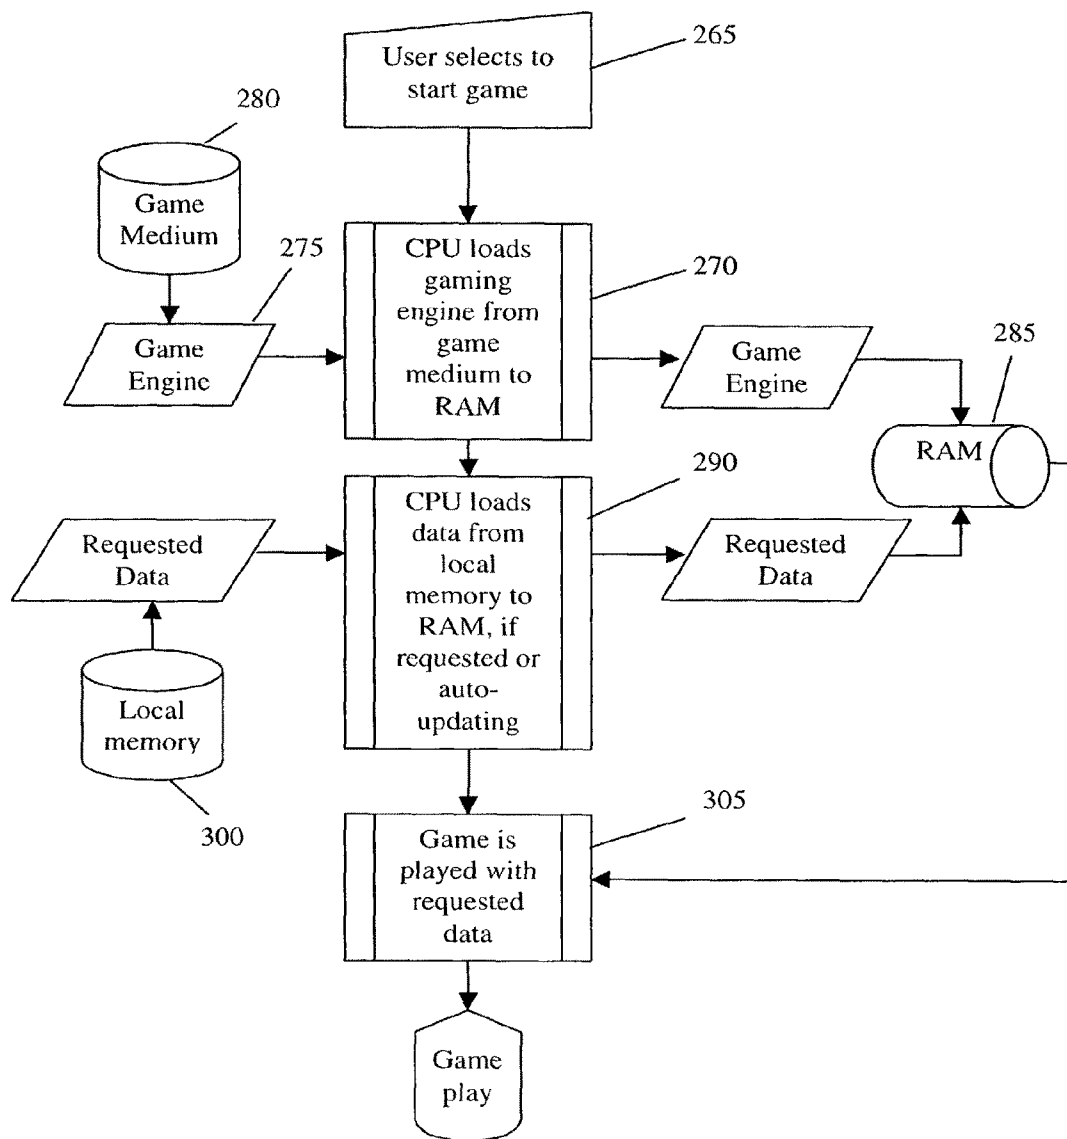 User selects to
start game
265
280
Game
Medium
275
Game
Engine
CPU loads
gaming
engine from
game
medium to
RAM
270
Game
Engine
285
RAM
Requested
Data
CPU loads
data from
local
memory to
RAM, if
requested or
auto-
updating
290
Requested
Data
Local
memory
300
Game is
played with
requested
data
305
Game
play